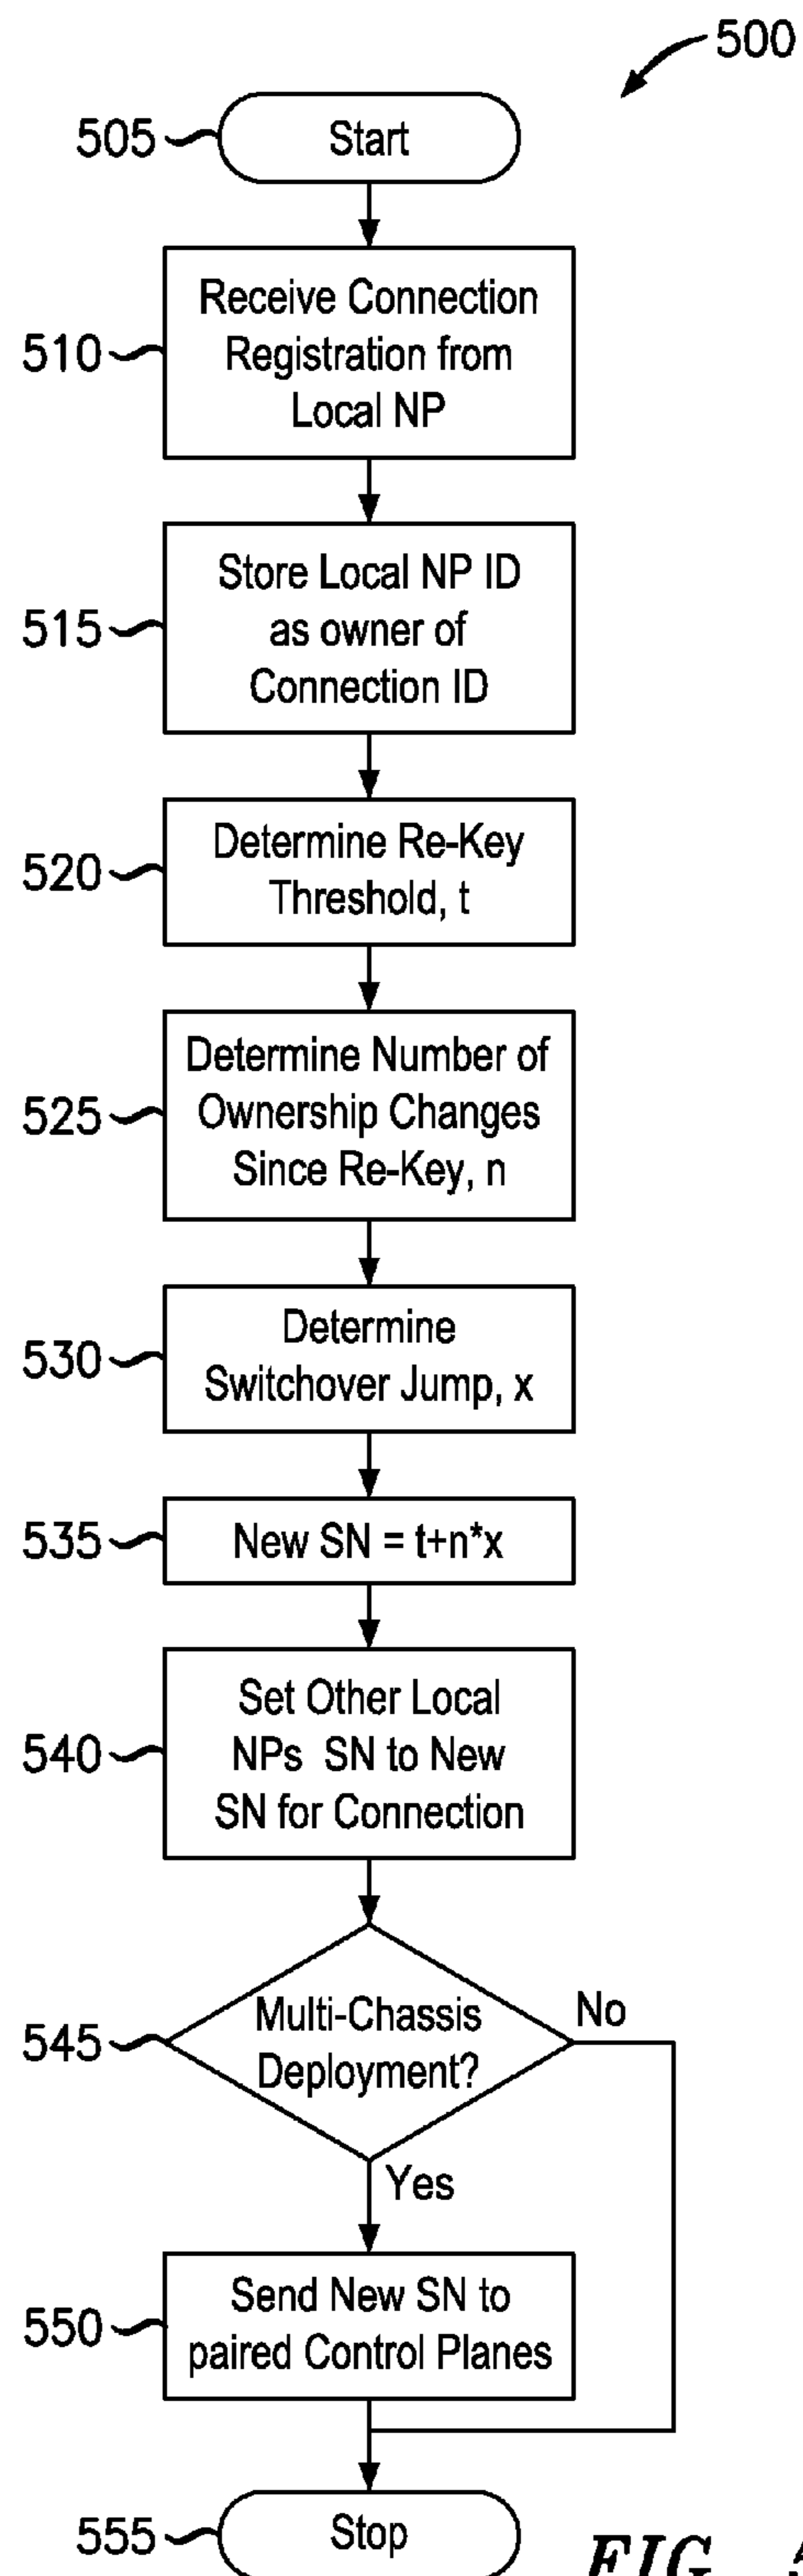 500
505
Start
510
Receive Connection
Registration from
Local NP
515
Store Local NP ID
as owner of
Connection ID
520
Determine Re-Key
Threshold, t
525
Determine Number of
Ownership Changes
Since Re-Key, n
530
Determine
Switchover Jump, x
535
New SN = t+n*x
540
Set Other Local
NPs SN to New
SN for Connection
545
Multi-Chassis
Deployment?
No
Yes
550
Send New SN to
paired Control Planes
555
Stop
FIG.